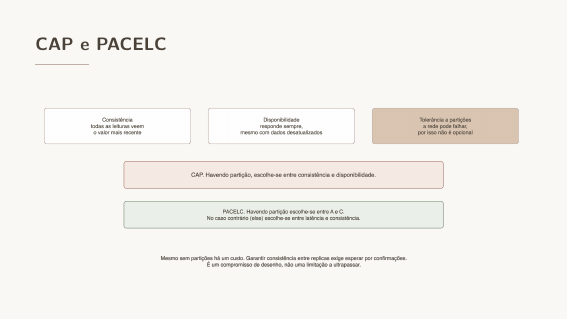 CAP e PACELC
Consistência
todas as leituras veem
o valor mais recente
Disponibilidade
responde sempre,
mesmo com dados desatualizados
Tolerância a partições
a rede pode falhar,
por isso não é opcional
CAP. Havendo partição, escolhe-se entre consistência e disponibilidade.
PACELC. Havendo partição escolhe-se entre A e C.
No caso contrário (else) escolhe-se entre latência e consistência.
Mesmo sem partições há um custo. Garantir consistência entre replicas exige esperar por confirmações.
É um compromisso de desenho, não uma limitação a ultrapassar.